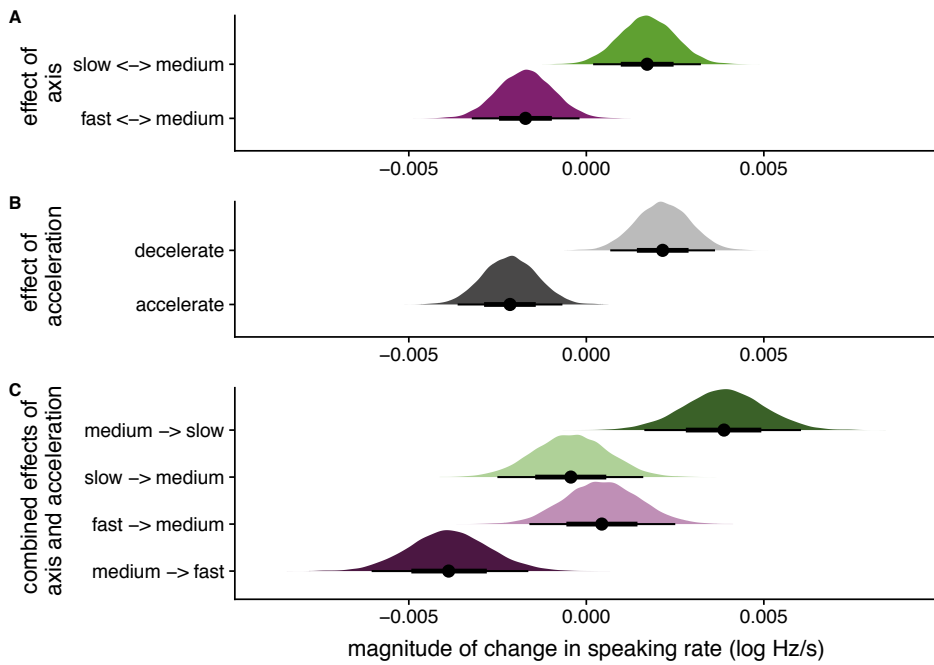 A
effect of
axis
slow <−> medium
fast <−> medium
−0.005
0.000
0.005
B
effect of
acceleration
decelerate
accelerate
−0.005
0.000
0.005
C
combined effects of
axis and acceleration
medium −> slow
slow −> medium
fast −> medium
medium −> fast
−0.005
0.000
0.005
magnitude of change in speaking rate (log Hz/s)